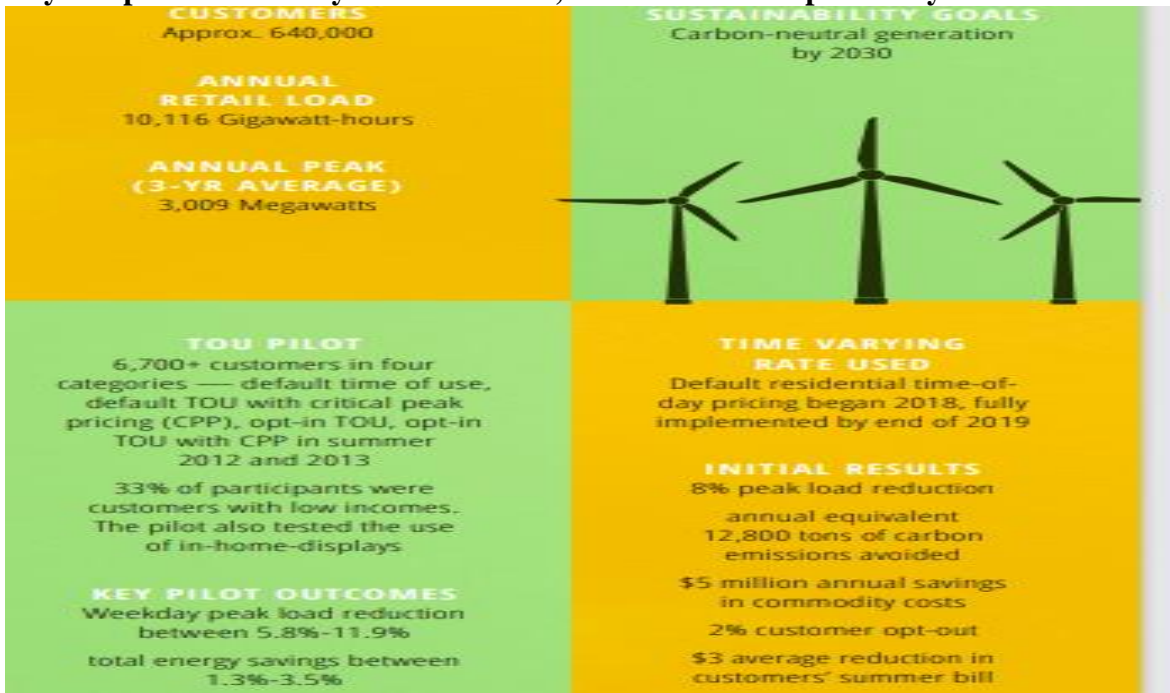 CUSTOMERS
Approx. 640,000
ANNUAL
RETAIL LOAD
10,116 Gigawatt-hours
ANNUAL PEAK
(3-YR AVERAGE)
3,009 Megawatts
SUSTAINABILITY GOALS
Carbon-neutral generation
by 2030
TOU PILOT
6,700+ customers in four
categories — default time of use,
default TOU with critical peak
pricing (CPP), opt-in TOU, opt-in
TOU with CPP in summer
2012 and 2013
33% of participants were
customers with low incomes.
The pilot also tested the use
of in-home-displays
KEY PILOT OUTCOMES
Weekday peak load reduction
between 5.8%-11.9%
total energy savings between
1.3%-3.5%
TIME VARYING
RATE USED
Default residential time-of-
day pricing began 2018, fully
implemented by end of 2019
INITIAL RESULTS
8% peak load reduction
annual equivalent
12,800 tons of carbon
emissions avoided
$5 million annual savings
in commodity costs
2% customer opt-out
$3 average reduction in
customers' summer bill